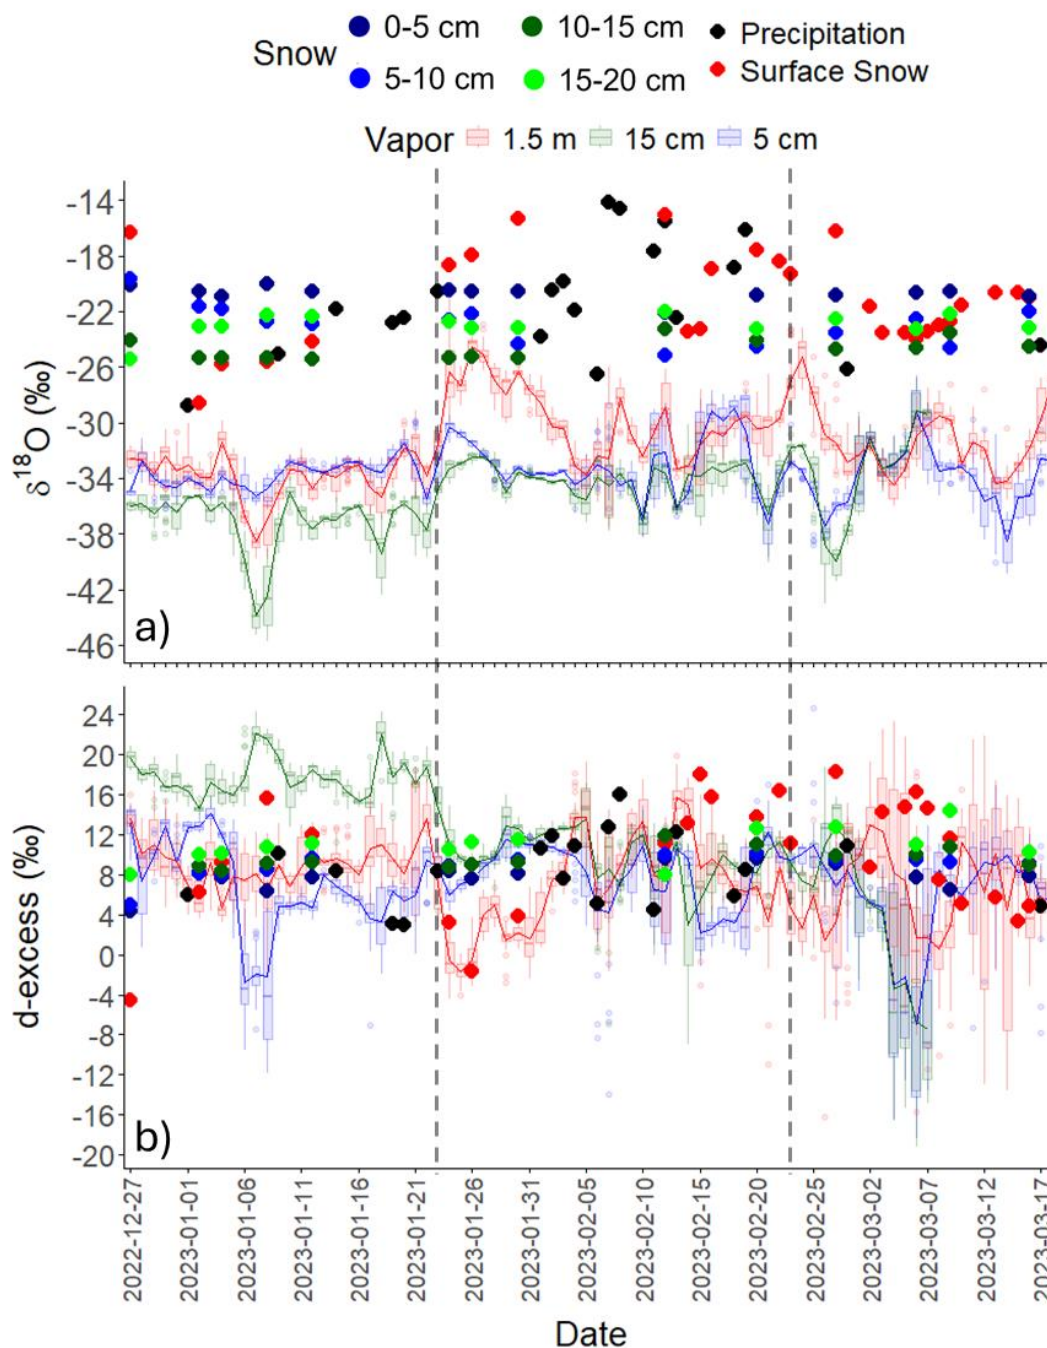 Snow
0-5 cm
10-15 cm
Precipitation
5-10 cm
15-20 cm
Surface Snow
Vapor
1.5 m
15 cm
5 cm
δ¹⁸O (‰)
-14
-18
-22
-26
-30
-34
-38
-42
-46
a)
d-excess (‰)
24
20
16
12
8
4
0
-4
-8
-12
-16
-20
b)
2022-12-27
2023-01-01
2023-01-06
2023-01-11
2023-01-16
2023-01-21
2023-01-26
2023-01-31
2023-02-05
2023-02-10
2023-02-15
2023-02-20
2023-02-25
2023-03-02
2023-03-07
2023-03-12
2023-03-17
Date